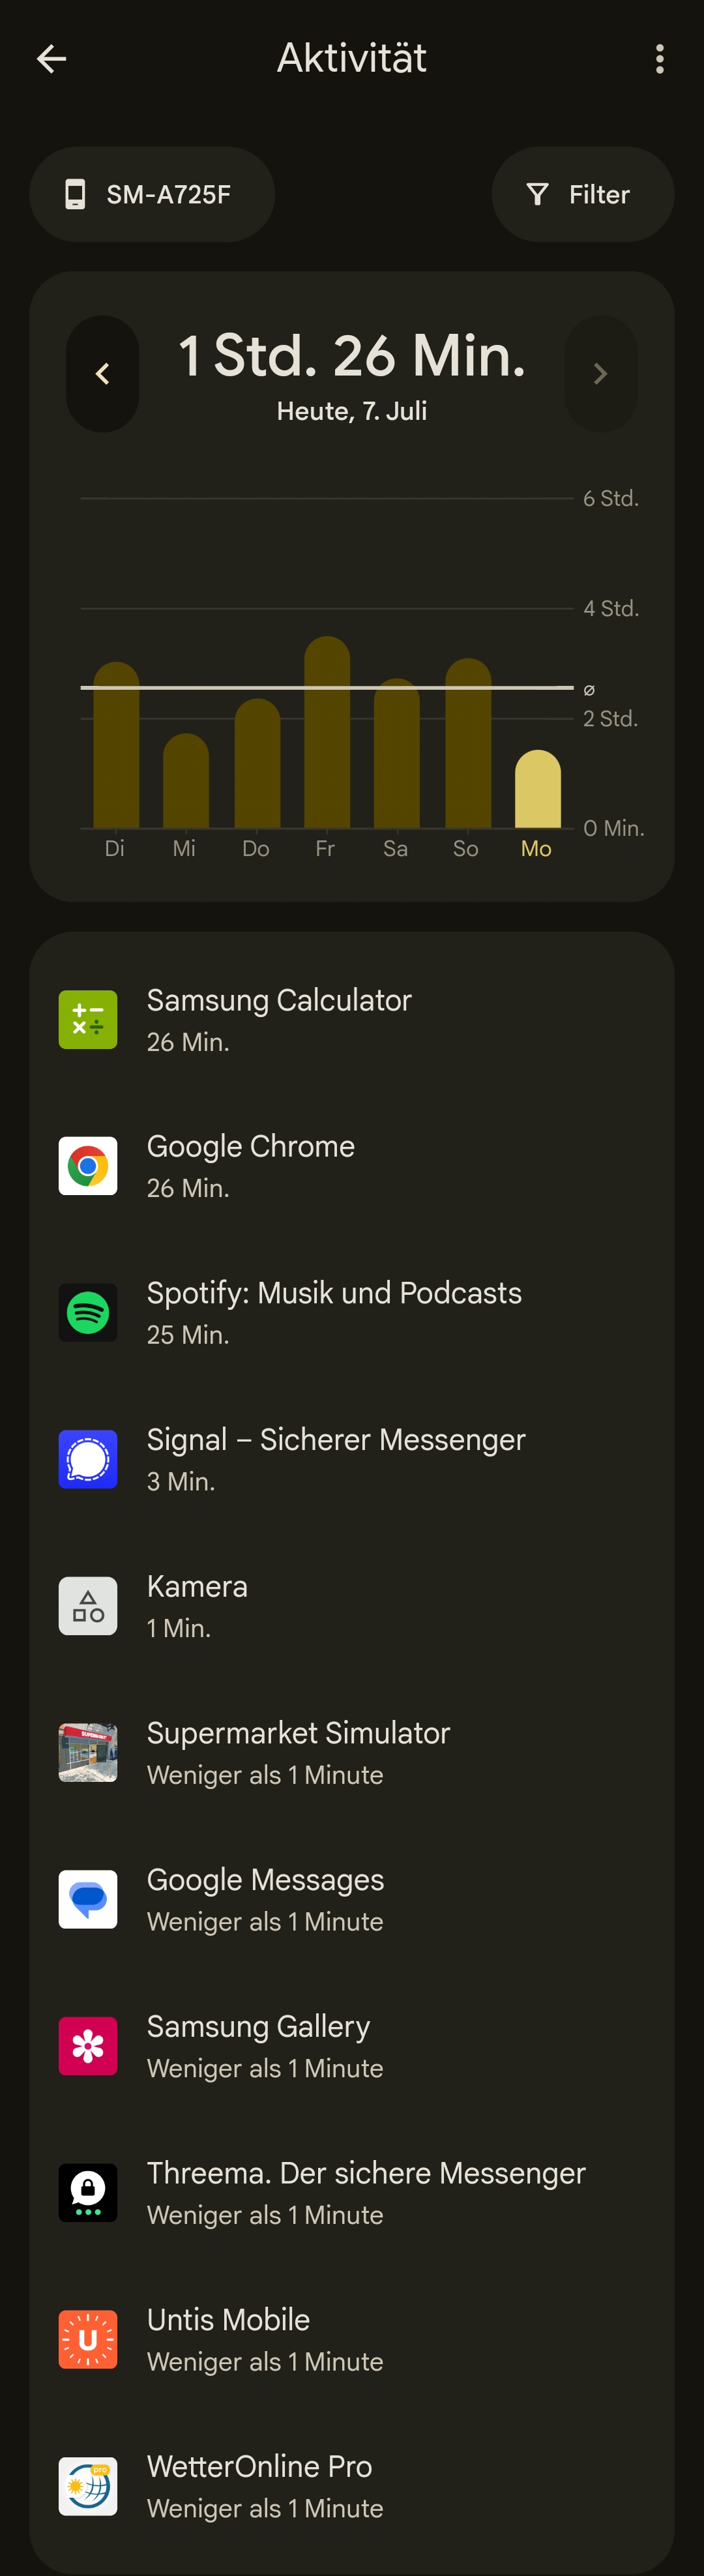 Aktivität
SM-A725F
Filter
1 Std. 26 Min.
Heute, 7. Juli
6 Std.
4 Std.
⌀
2 Std.
0 Min.
Di Mi Do Fr Sa So Mo
Samsung Calculator
26 Min.
Google Chrome
26 Min.
Spotify: Musik und Podcasts
25 Min.
Signal – Sicherer Messenger
3 Min.
Kamera
1 Min.
SUPERMARKET
Supermarket Simulator
Weniger als 1 Minute
Google Messages
Weniger als 1 Minute
Samsung Gallery
Weniger als 1 Minute
Threema. Der sichere Messenger
Weniger als 1 Minute
U
Untis Mobile
Weniger als 1 Minute
pro
WetterOnline Pro
Weniger als 1 Minute